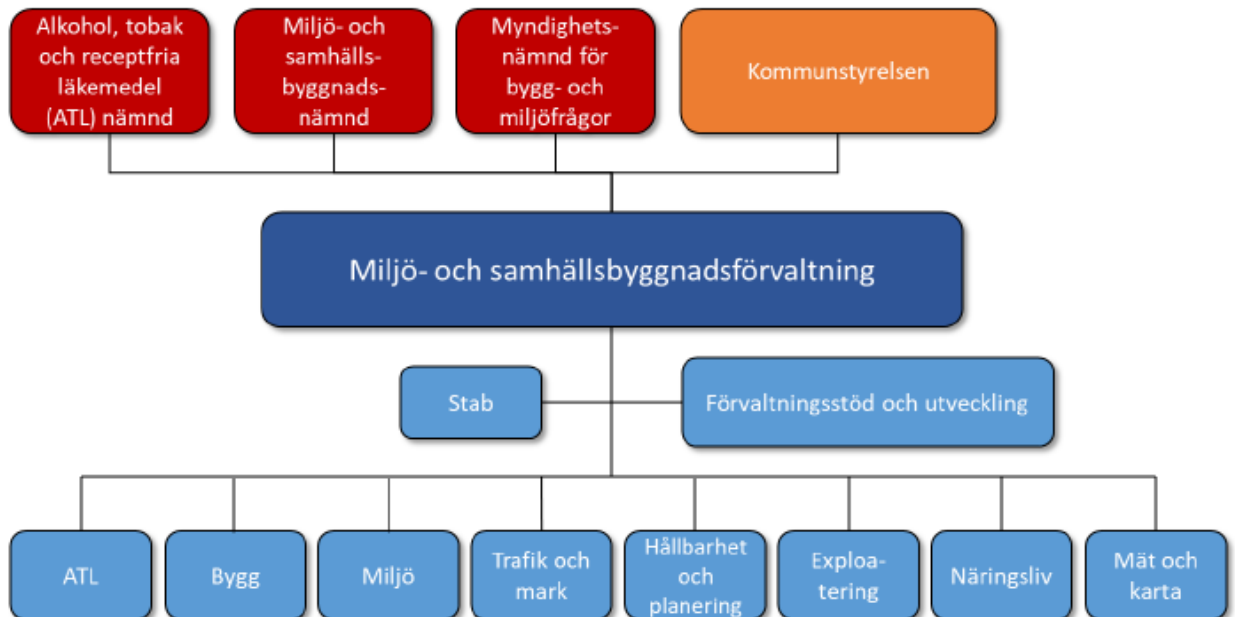 Alkohol, tobak
och receptfria
läkemedel
(ATL) nämnd
Miljö- och
samhälls-
byggnads-
nämnd
Myndighets-
nämnd för
bygg- och
miljöfrågor
Kommunstyrelsen
Miljö- och samhällsbyggnadsförvaltning
Stab
Förvaltningsstöd och utveckling
ATL
Bygg
Miljö
Trafik och
mark
Hållbarhet
och
planering
Exploa-
tering
Näringsliv
Mät och
karta